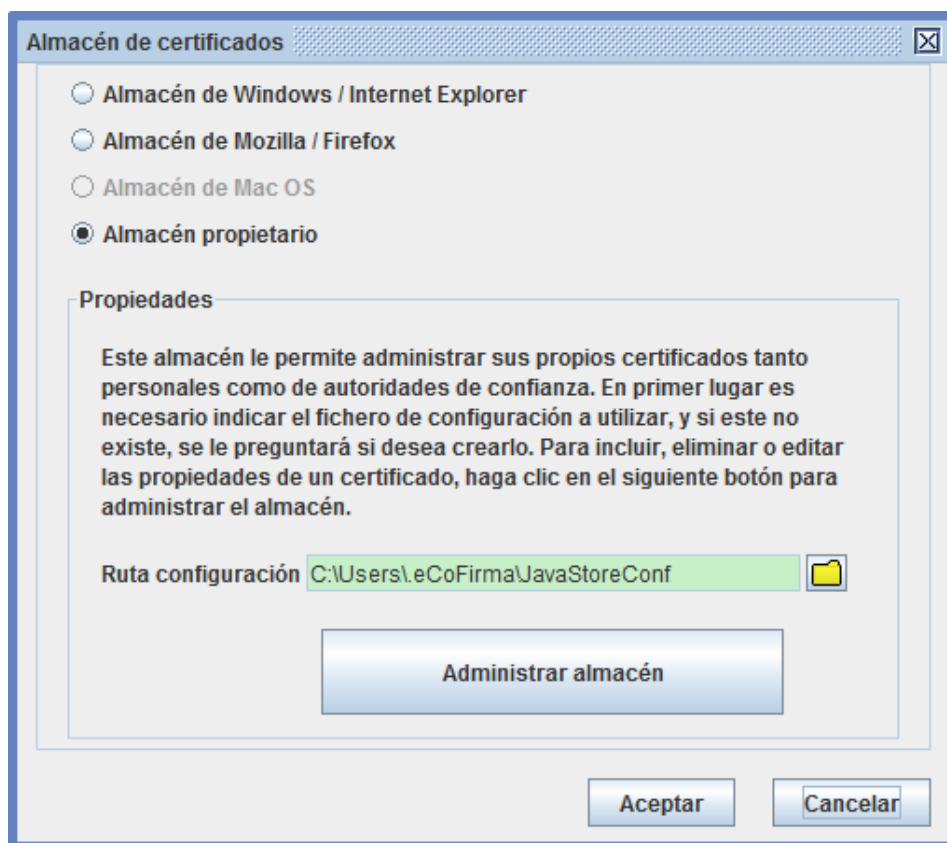 Almacén de certificados
Almacén de Windows / Internet Explorer
Almacén de Mozilla / Firefox
Almacén de Mac OS
Almacén propietario
Propiedades
Este almacén le permite administrar sus propios certificados tanto
personales como de autoridades de confianza. En primer lugar es
necesario indicar el fichero de configuración a utilizar, y si este no
existe, se le preguntará si desea crearlo. Para incluir, eliminar o editar
las propiedades de un certificado, haga clic en el siguiente botón para
administrar el almacén.
Ruta configuración C:\Users\.eCoFirma\JavaStoreConf
Administrar almacén
Aceptar Cancelar